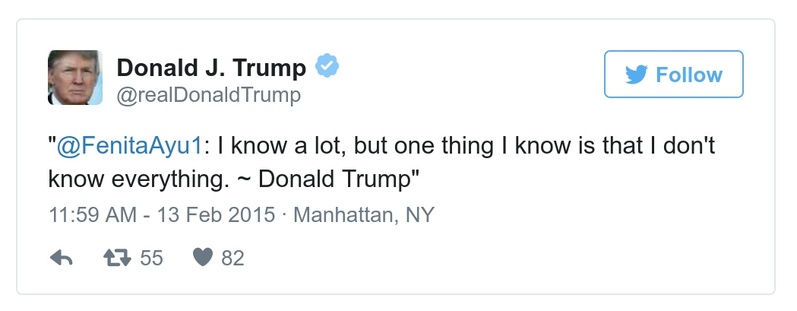 Donald J. Trump
@realDonaldTrump
Follow
"@FenitaAyu1: I know a lot, but one thing I know is that I don't
know everything. ~ Donald Trump"
11:59 AM - 13 Feb 2015 · Manhattan, NY
55 82